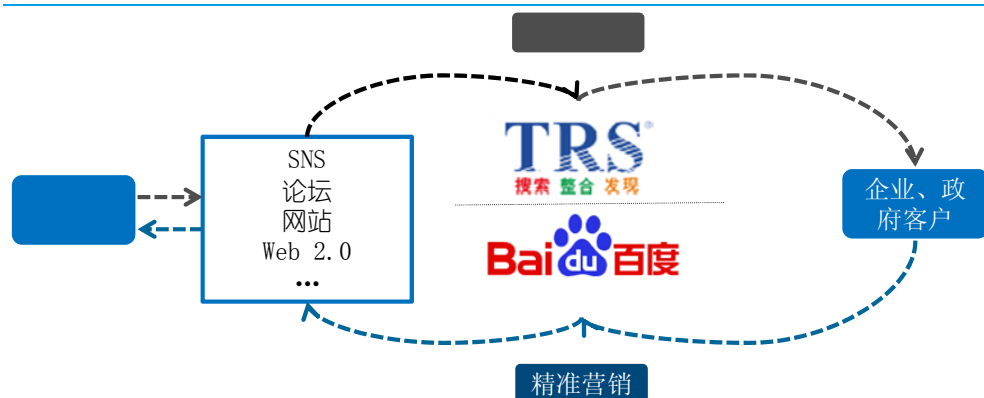 SNS
论坛
网站
Web 2.0
...
TRS®
搜索 整合 发现
Bai du 百度
企业、政
府客户
精准营销